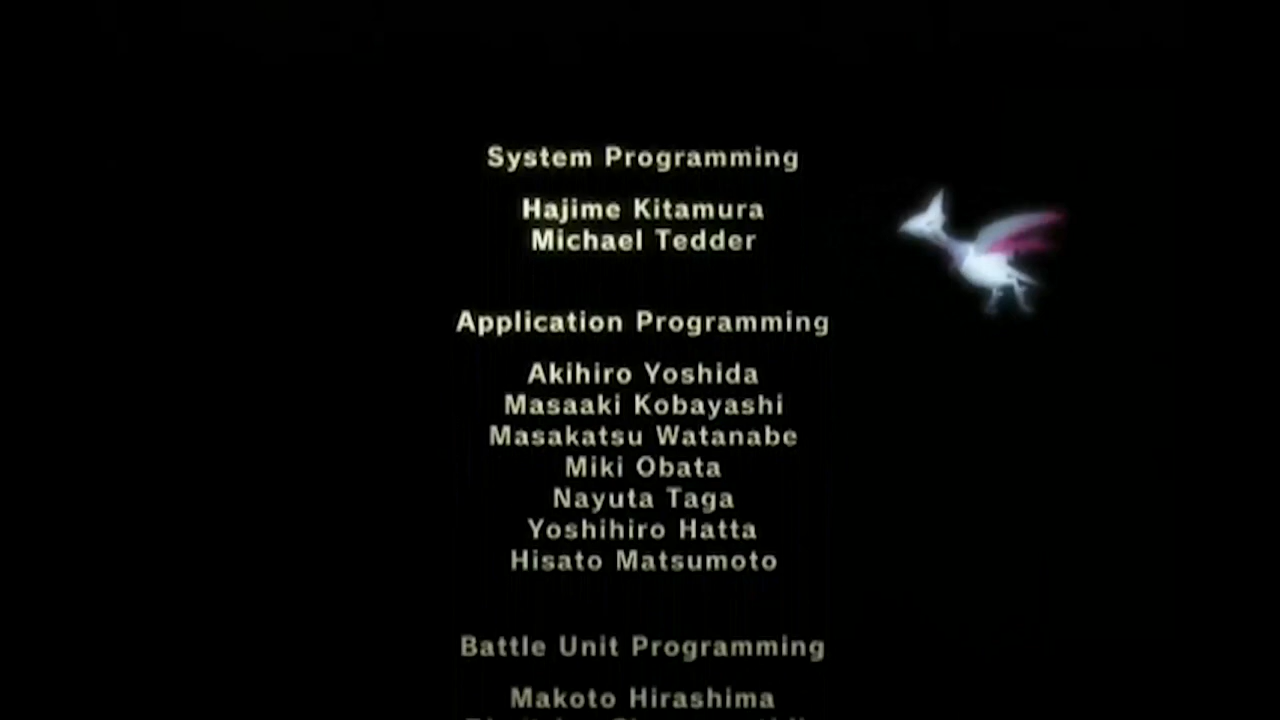 System Programming
Hajime Kitamura
Michael Tedder
Application Programming
Akihiro Yoshida
Masaaki Kobayashi
Masakatsu Watanabe
Miki Obata
Nayuta Taga
Yoshihiro Hatta
Hisato Matsumoto
Battle Unit Programming
Makoto Hirashima